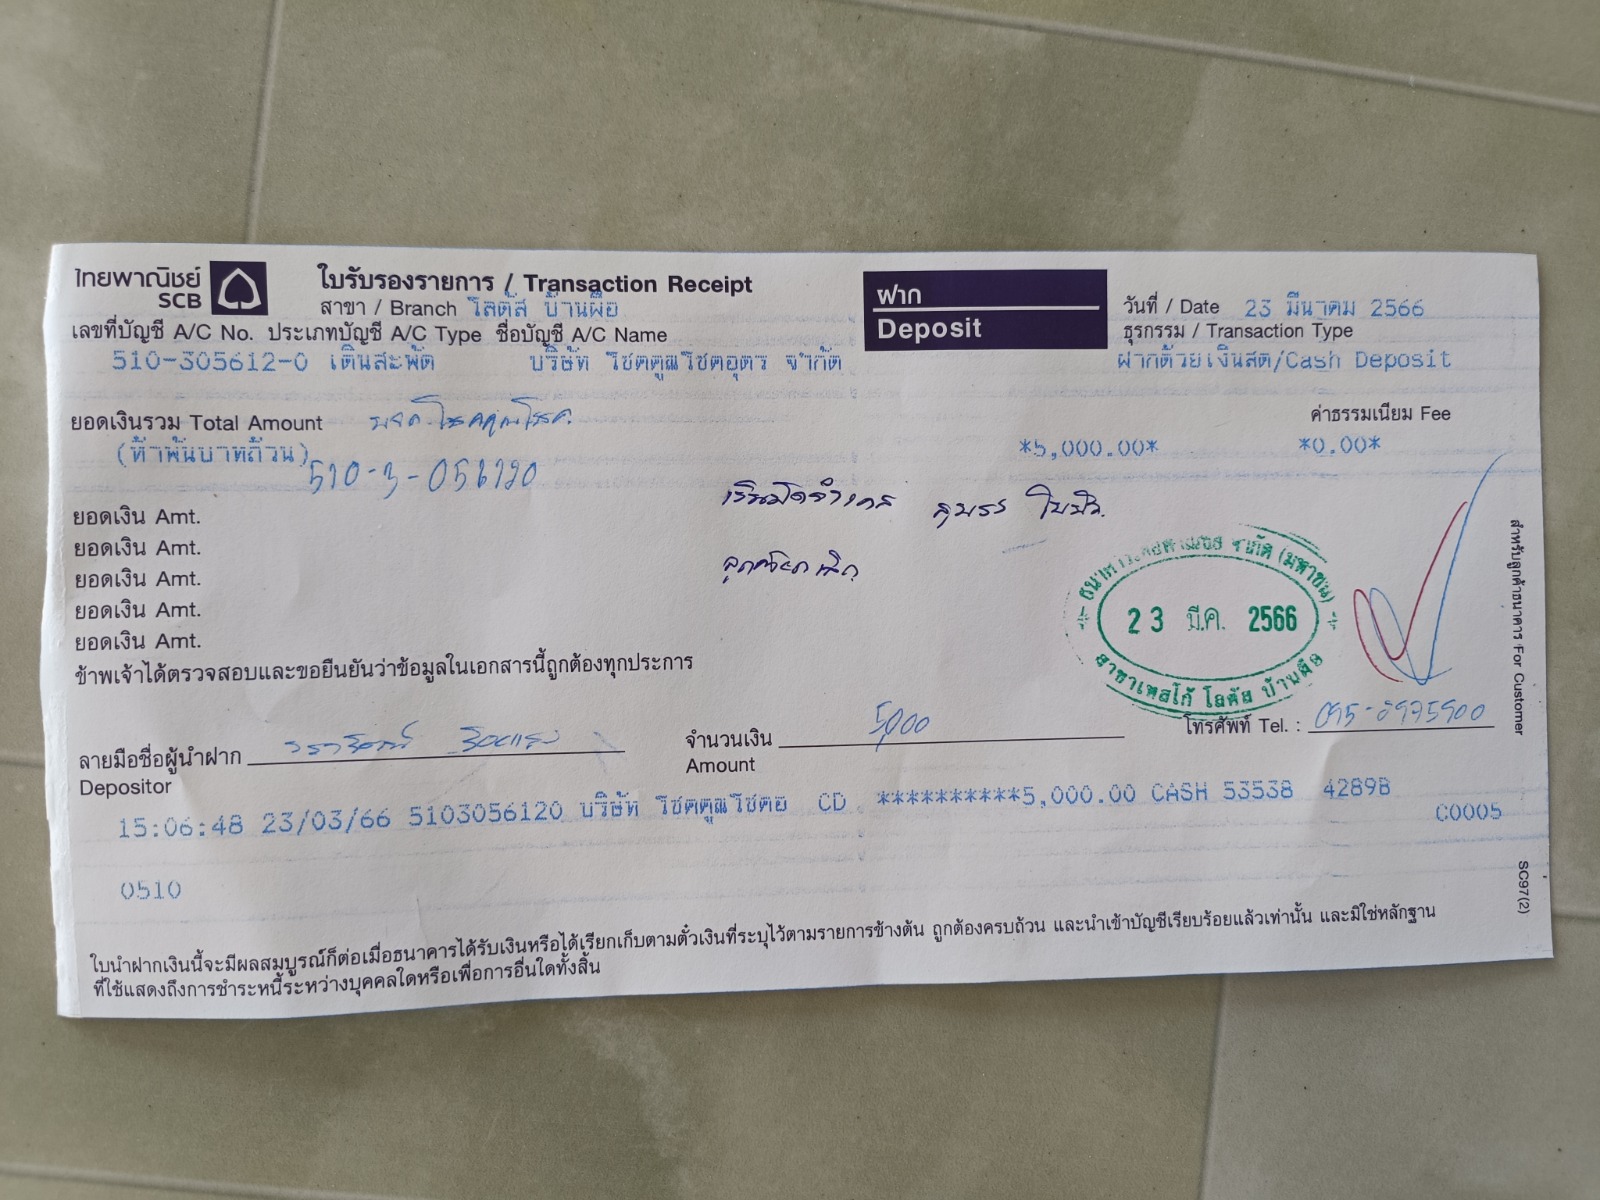 ไทยพาณิชย์
SCB
ใบรับรองรายการ / Transaction Receipt
สาขา / Branch โลตัส บ้านผือ
ฝาก
Deposit
วันที่ / Date 23 มีนาคม 2566
ธุรกรรม / Transaction Type
ฝากด้วยเงินสด/Cash Deposit
เลขที่บัญชี A/C No. ประเภทบัญชี A/C Type ชื่อบัญชี A/C Name
510-305612-0 เดินสะพัด บริษัท โชคคูณโชคอุดร จำกัด
ยอดเงินรวม Total Amount
ค่าธรรมเนียม Fee
(ห้าพันบาทถ้วน) *5,000.00* *0.00*
510-3-056120
ยอดเงิน Amt.
ยอดเงิน Amt.
ยอดเงิน Amt.
ยอดเงิน Amt.
ยอดเงิน Amt.
23 มี.ค. 2566
สาขาเทสโก้ โลตัส บ้านผือ
ข้าพเจ้าได้ตรวจสอบและขอยืนยันว่าข้อมูลในเอกสารนี้ถูกต้องทุกประการ
ลายมือชื่อผู้นำฝาก
Depositor
จำนวนเงิน 5,000
Amount
โทรศัพท์ Tel. :
15:06:48 23/03/66 5103056120 บริษัท โชคคูณโชคอ CD **********5,000.00 CASH 53538 4289B
C0005
0510
ใบนำฝากเงินนี้จะมีผลสมบูรณ์ก็ต่อเมื่อธนาคารได้รับเงินหรือได้เรียกเก็บตามตั๋วเงินที่ระบุไว้ตามรายการข้างต้น ถูกต้องครบถ้วน และนำเข้าบัญชีเรียบร้อยแล้วเท่านั้น และมิใช่หลักฐาน
ที่ใช้แสดงถึงการชำระหนี้ระหว่างบุคคลใดหรือเพื่อการอื่นใดทั้งสิ้น
สำหรับลูกค้าธนาคาร For Customer
SC97(2)